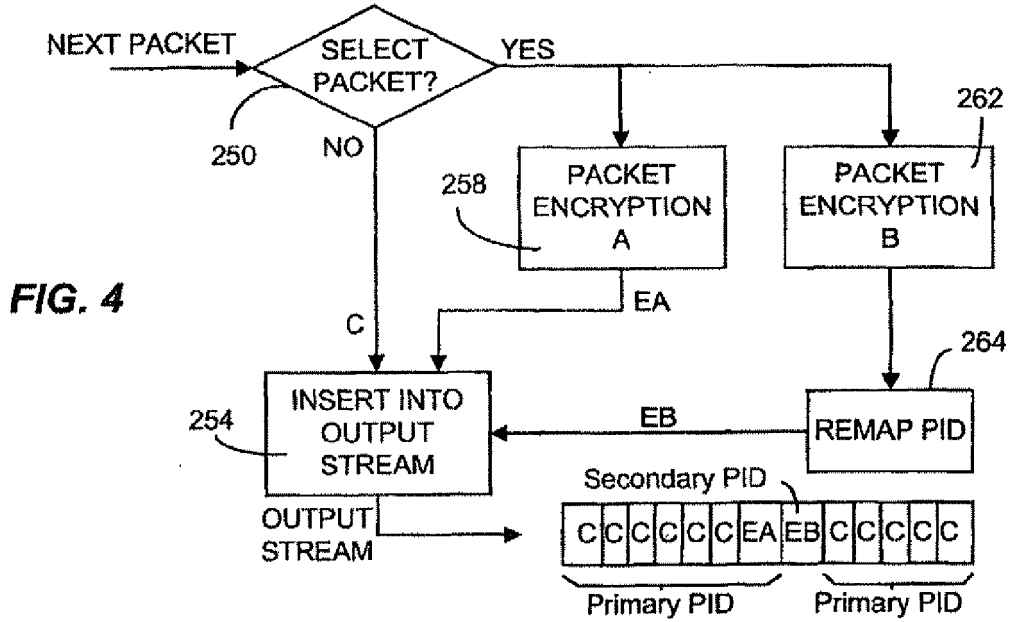 NEXT PACKET
SELECT
PACKET?
YES
250
NO
262
258
PACKET
ENCRYPTION
A
PACKET
ENCRYPTION
B
FIG. 4
C
EA
264
254
INSERT INTO
OUTPUT
STREAM
EB
REMAP PID
Secondary PID
OUTPUT
STREAM
C C C C C C EA EB C C C C C
Primary PID
Primary PID